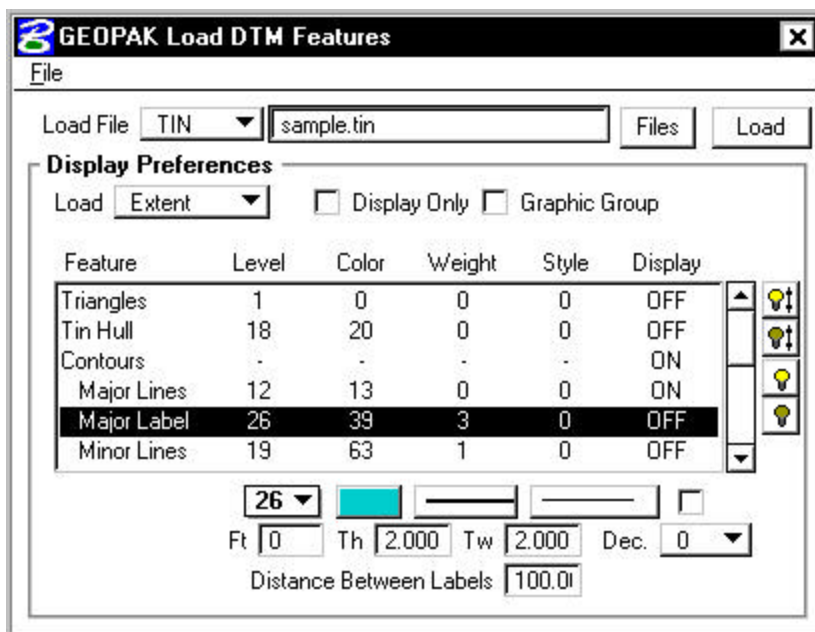 GEOPAK Load DTM Features
File
Load File TIN sample.tin Files Load
Display Preferences
Load Extent Display Only Graphic Group
Feature Level Color Weight Style Display
Triangles 1 0 0 0 OFF
Tin Hull 18 20 0 0 OFF
Contours - - - - ON
Major Lines 12 13 0 0 ON
Major Label 26 39 3 0 OFF
Minor Lines 19 63 1 0 OFF
26
Ft 0 Th 2.000 Tw 2.000 Dec. 0
Distance Between Labels 100.0